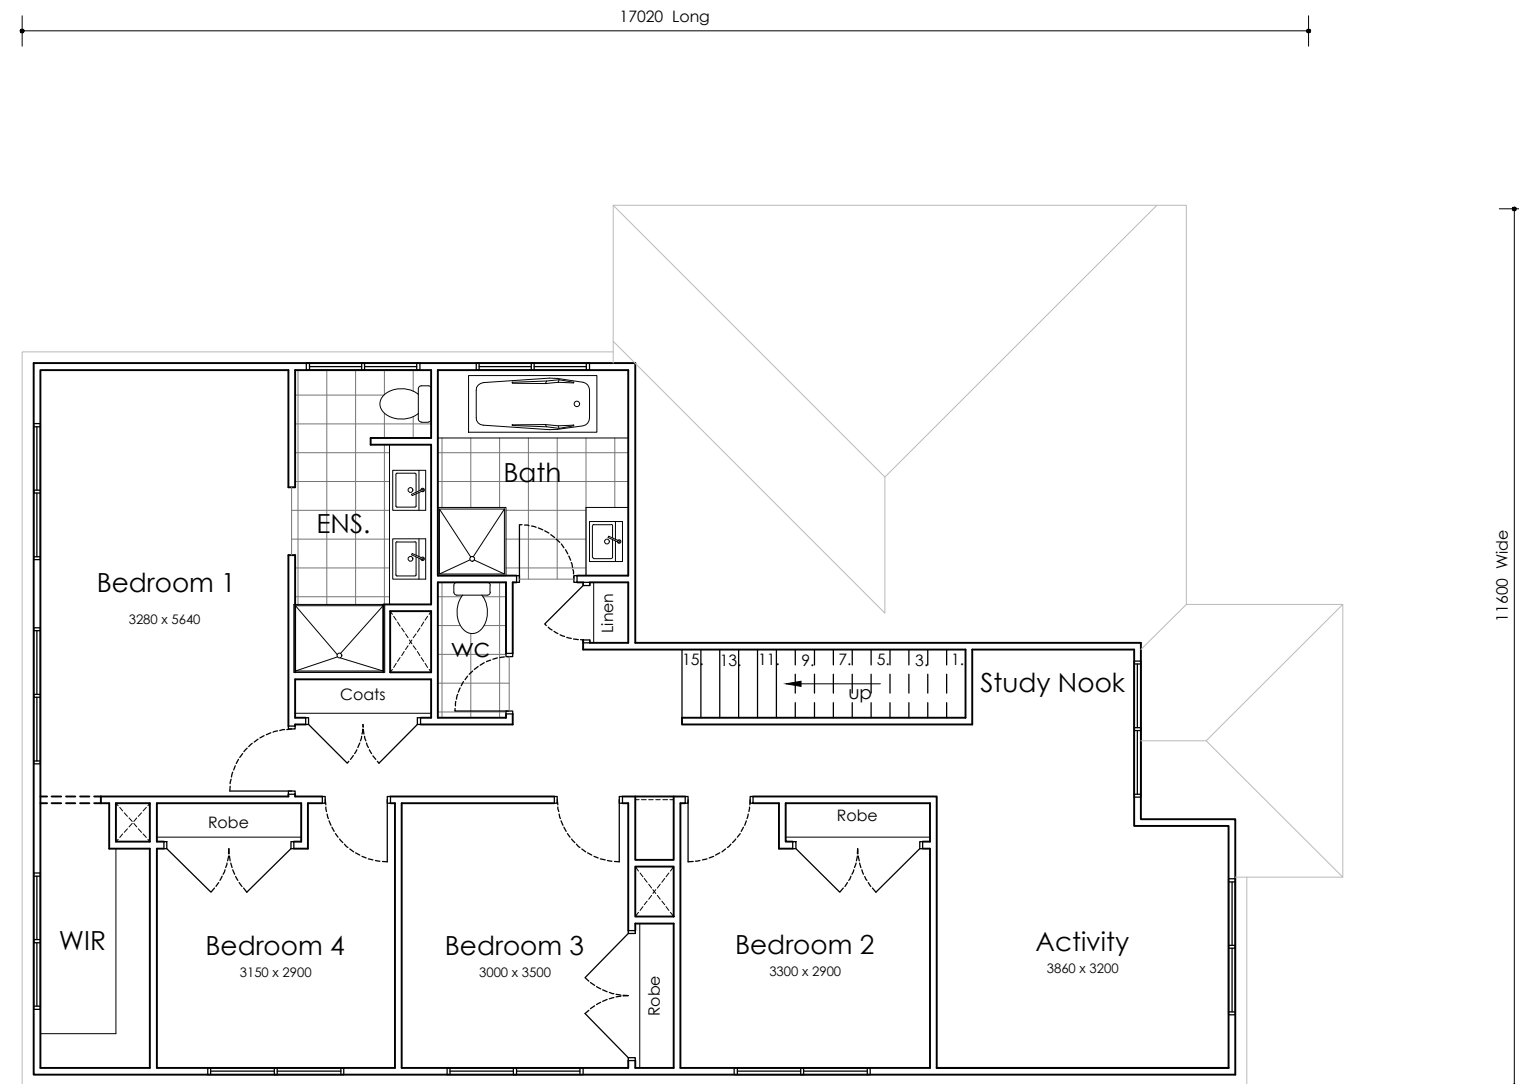 17020 Long
11600 Wide
Bath
ENS.
Bedroom 1
3280 x 5640
Linen
WC
15. 13. 11. 9. 7. 5. 3. 1.
up
Study Nook
Coats
Robe
Robe
WIR
Bedroom 4
3150 x 2900
Bedroom 3
3000 x 3500
Robe
Bedroom 2
3300 x 2900
Activity
3860 x 3200